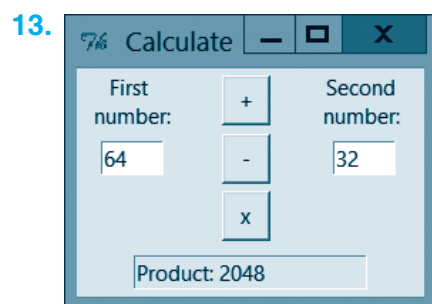 13.
Calculate
First number:
+
Second number:
64
-
32
x
Product: 2048